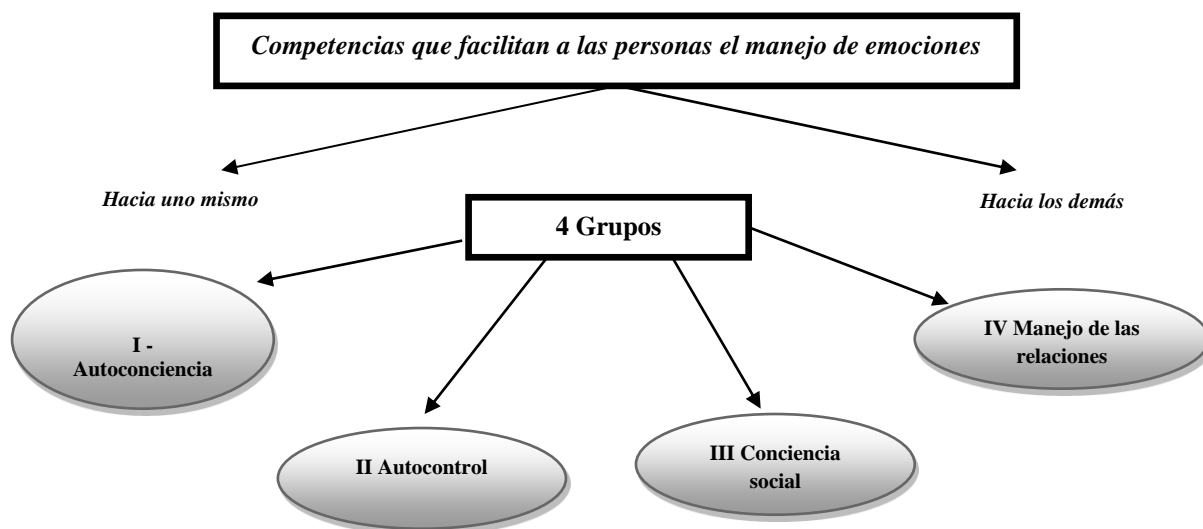 Competencias que facilitan a las personas el manejo de emociones
Hacia uno mismo
Hacia los demás
4 Grupos
I -
Autoconciencia
II Autocontrol
III Conciencia
social
IV Manejo de las
relaciones